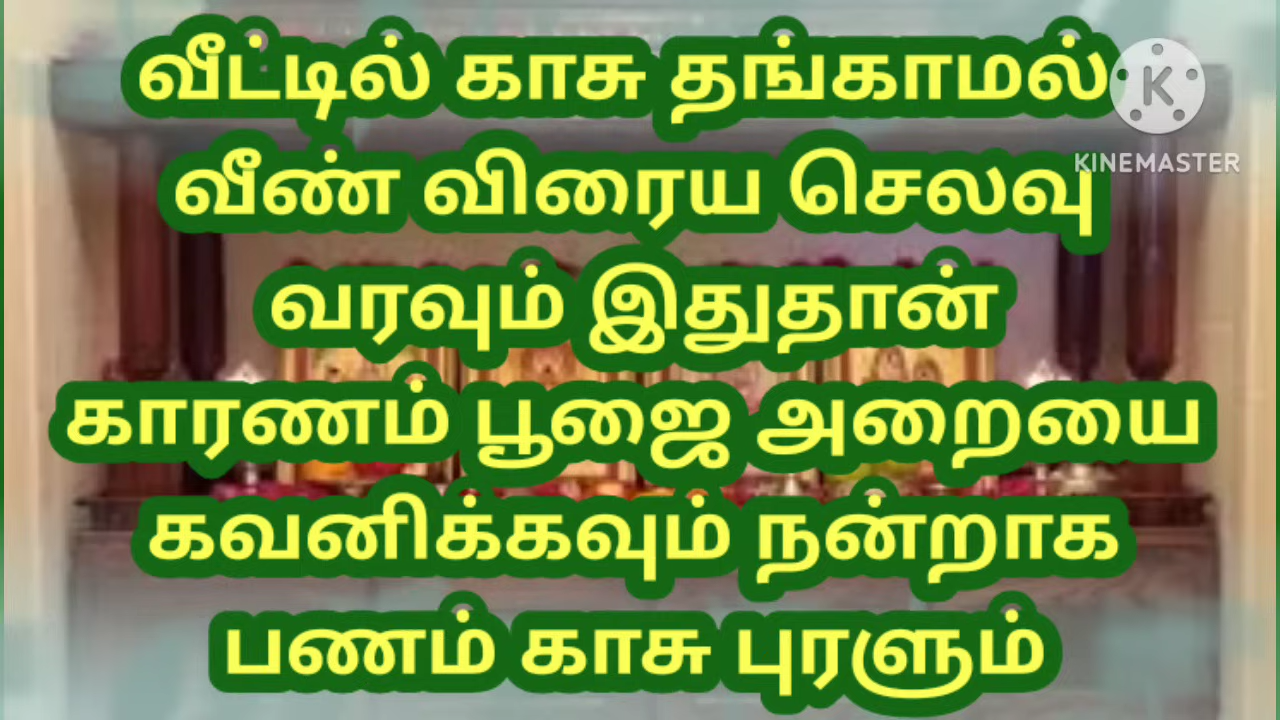 வீட்டில் காசு தங்காமல்
வீண் விரைய செலவு
வரவும் இதுதான்
காரணம் பூஜை அறையை
கவனிக்கவும் நன்றாக
பணம் காசு புரளும்
K
KINEMASTER